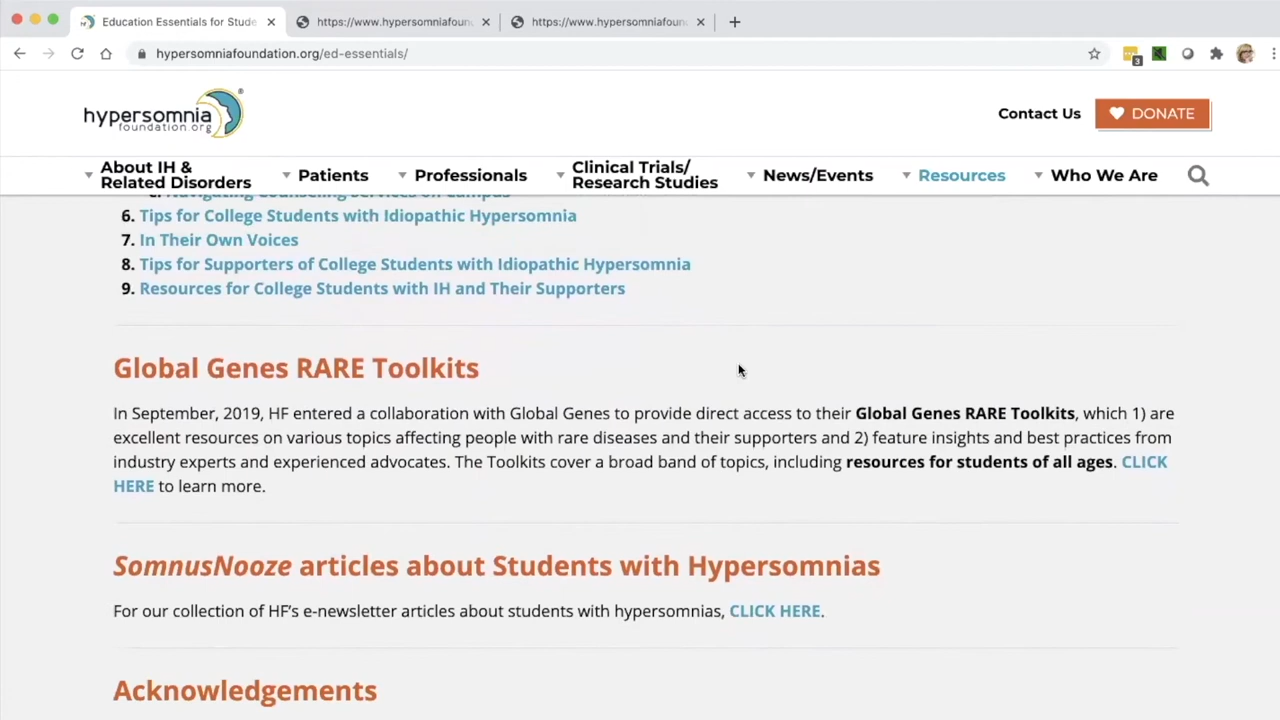 Education Essentials for Stude
https://www.hypersomniafoun
https://www.hypersomniafoun
hypersomniafoundation.org/ed-essentials/
3
hypersomnia
foundation.org
®
Contact Us
DONATE
About IH &
Related Disorders
Patients
Professionals
Clinical Trials/
Research Studies
News/Events
Resources
Who We Are
Navigating Counseling Services on Campus
6. Tips for College Students with Idiopathic Hypersomnia
7. In Their Own Voices
8. Tips for Supporters of College Students with Idiopathic Hypersomnia
9. Resources for College Students with IH and Their Supporters
Global Genes RARE Toolkits
In September, 2019, HF entered a collaboration with Global Genes to provide direct access to their Global Genes RARE Toolkits, which 1) are
excellent resources on various topics affecting people with rare diseases and their supporters and 2) feature insights and best practices from
industry experts and experienced advocates. The Toolkits cover a broad band of topics, including resources for students of all ages. CLICK
HERE to learn more.
SomnusNooze articles about Students with Hypersomnias
For our collection of HF’s e-newsletter articles about students with hypersomnias, CLICK HERE.
Acknowledgements